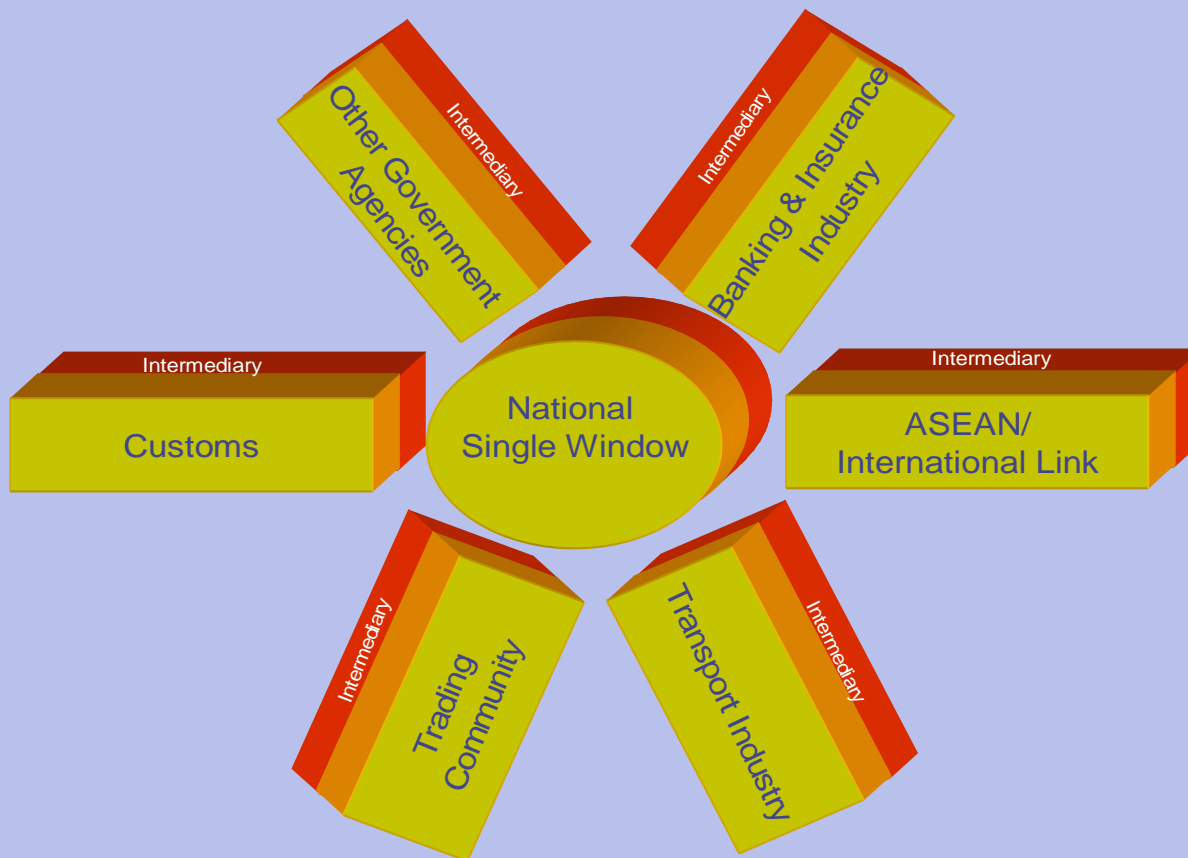 Other Government
Agencies
Intermediary
Intermediary
Banking & Insurance
Industry
Intermediary
Customs
National
Single Window
Intermediary
ASEAN/
International Link
Intermediary
Trading
Community
Transport Industry
Intermediary